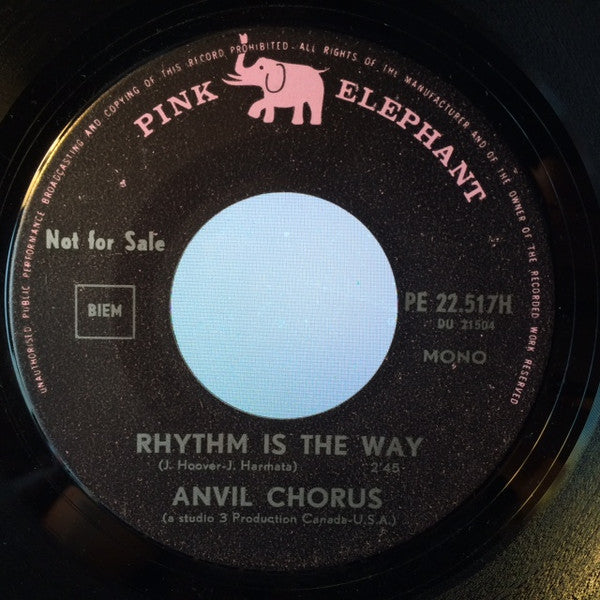 UNAUTHORISED PUBLIC PERFORMANCE BROADCASTING AND COPYING OF THIS RECORD PROHIBITED - ALL RIGHTS OF THE MANUFACTURER AND OF THE OWNER OF THE RECORDED WORK RESERVED
PINK ELEPHANT
Not for Sale
BIEM
PE 22.517H
DU 21504
MONO
RHYTHM IS THE WAY
(J. Hoover-J. Harmata) 2'45
ANVIL CHORUS
(a studio 3 Production Canada-U.S.A.)